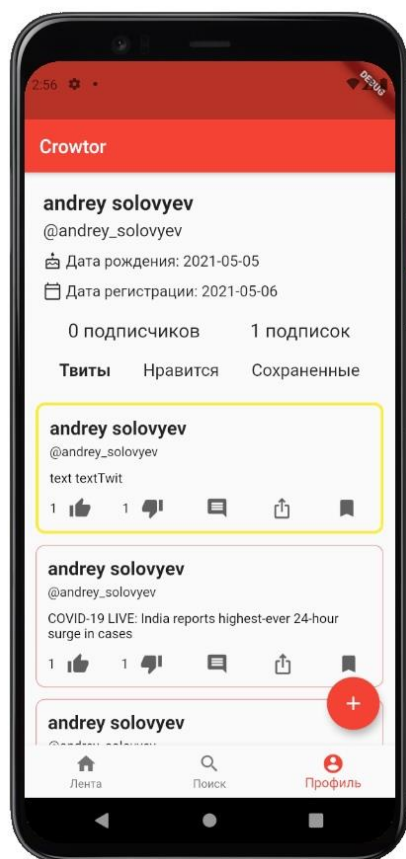 2:56
DEBUG
Crowtor
andrey solovyev
@andrey_solovyev
Дата рождения: 2021-05-05
Дата регистрации: 2021-05-06
0 подписчиков 1 подписок
Твиты Нравится Сохраненные
andrey solovyev
@andrey_solovyev
text textTwit
1 1
andrey solovyev
@andrey_solovyev
COVID-19 LIVE: India reports highest-ever 24-hour
surge in cases
1 1
+
andrey solovyev
@andrey_solovyev
Лента Поиск Профиль